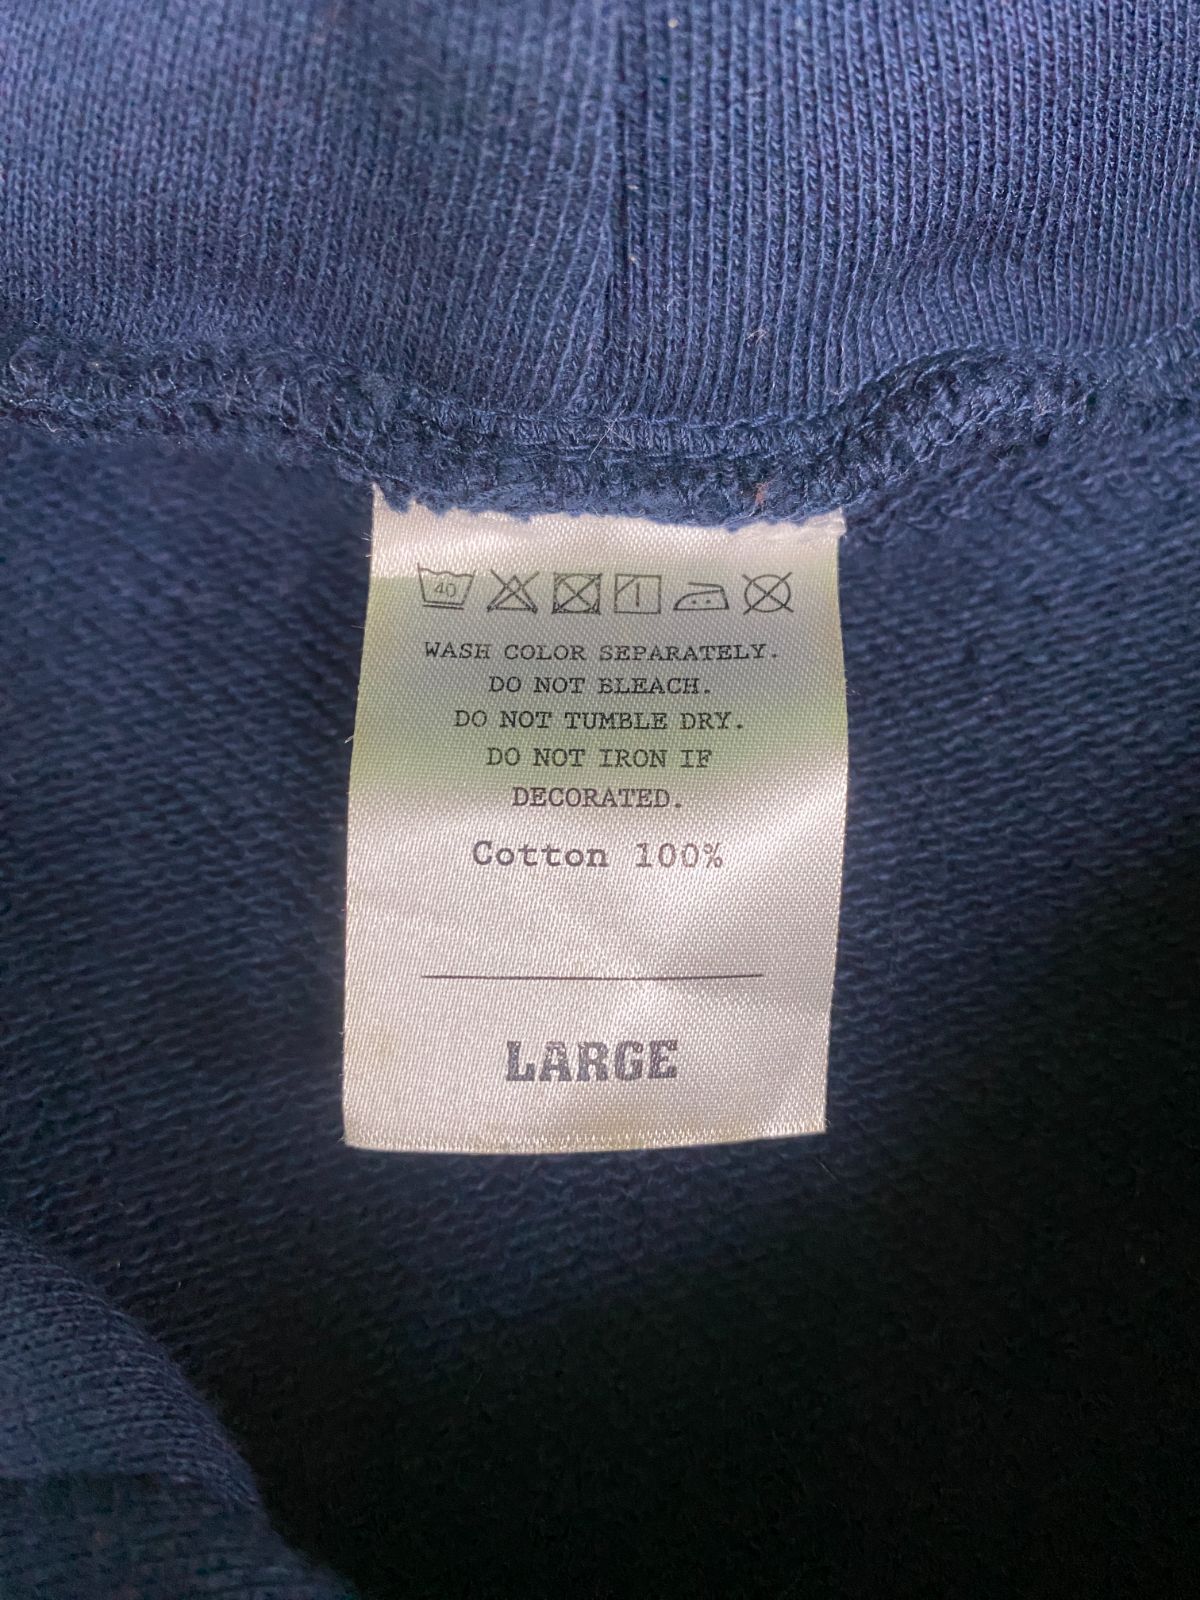 40
WASH COLOR SEPARATELY.
DO NOT BLEACH.
DO NOT TUMBLE DRY.
DO NOT IRON IF
DECORATED.
Cotton 100%
LARGE